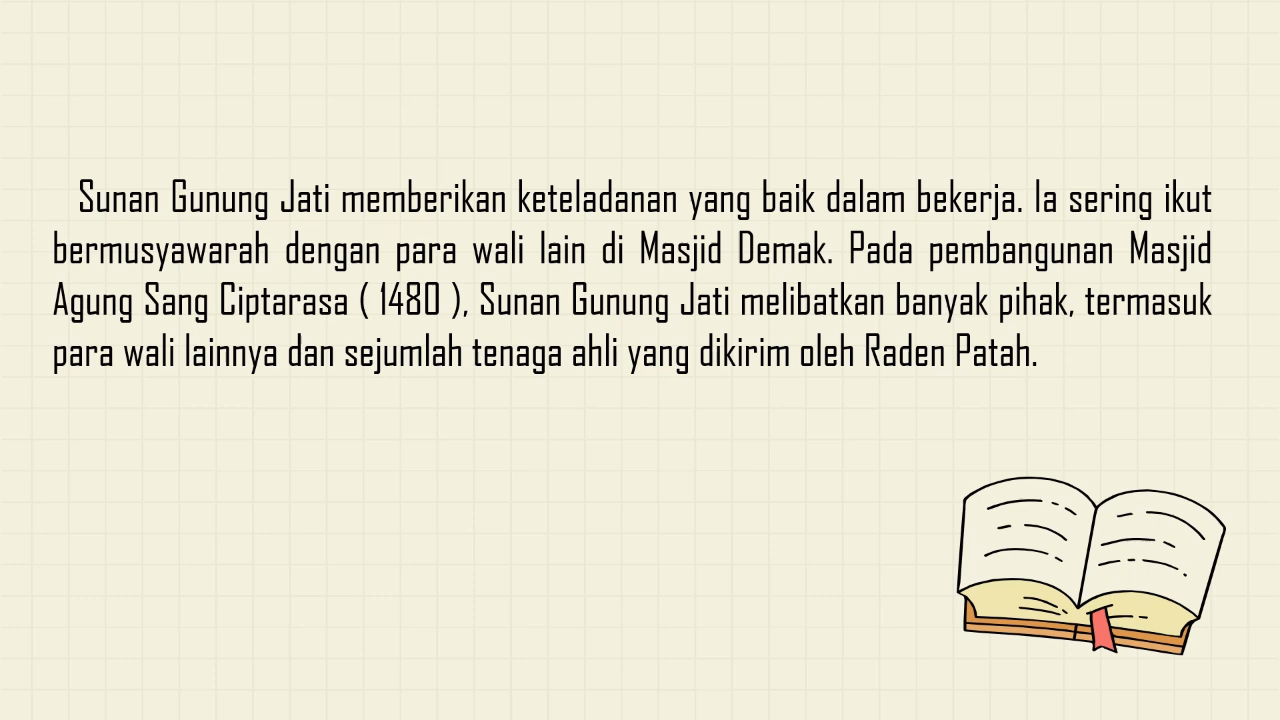 Sunan Gunung Jati memberikan keteladanan yang baik dalam bekerja. Ia sering ikut
bermusyawarah dengan para wali lain di Masjid Demak. Pada pembangunan Masjid
Agung Sang Ciptarasa ( 1480 ), Sunan Gunung Jati melibatkan banyak pihak, termasuk
para wali lainnya dan sejumlah tenaga ahli yang dikirim oleh Raden Patah.